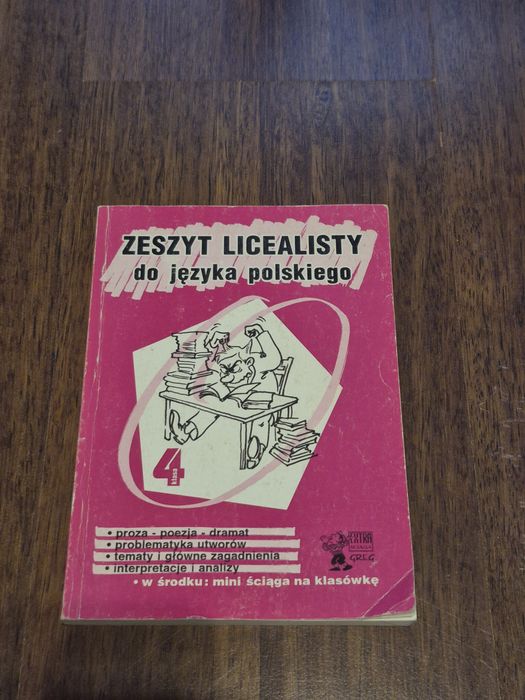 ZESZYT LICEALISTY
do języka polskiego
4
klasa
• proza - poezja - dramat
• problematyka utworów
• tematy i główne zagadnienia
• interpretacje i analizy
• w środku: mini ściąga na klasówkę
GREG